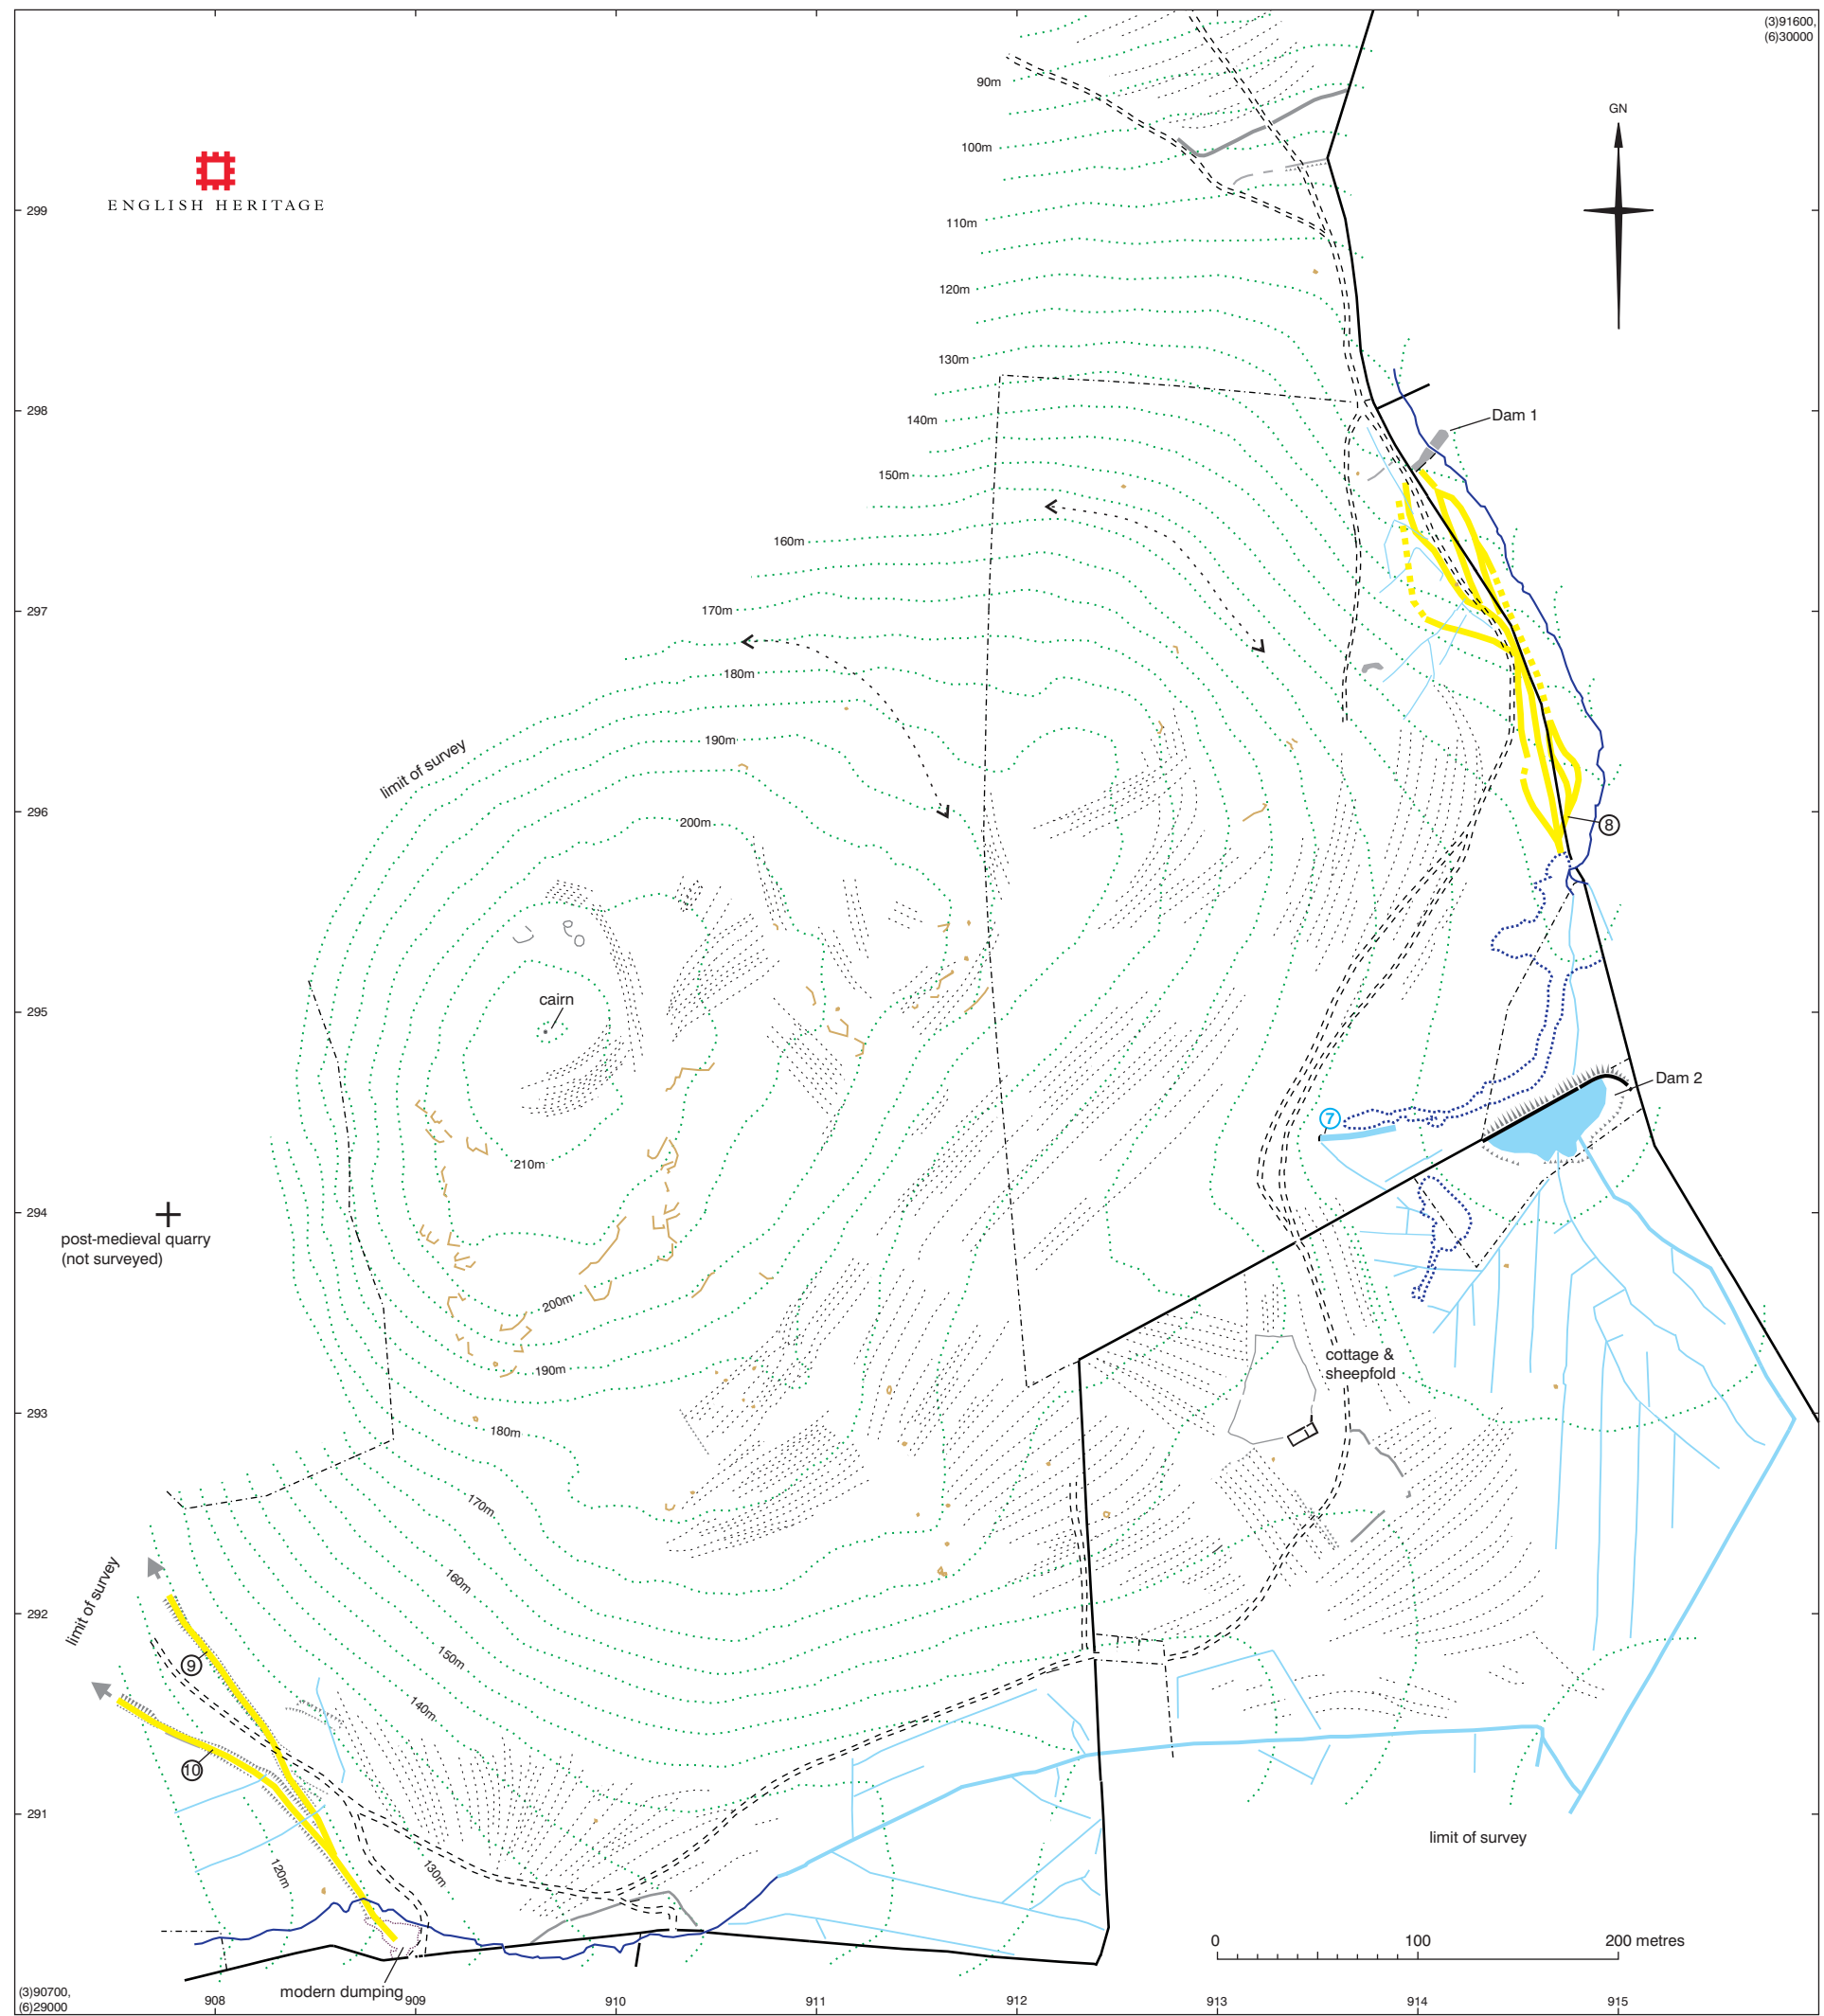 (3)91600,
(6)30000
90m
GN
100m
ENGLISH HERITAGE
299
110m
120m
130m
298
140m
Dam 1
150m
160m
297
170m
180m
190m
limit of survey
296
200m
8
cairn
295
Dam 2
7
210m
294
post-medieval quarry
(not surveyed)
200m
cottage &
sheepfold
190m
293
180m
170m
limit of survey
160m
292
150m
9
140m
10
291
limit of survey
120m
130m
0 100 200 metres
modern dumping
(3)90700,
(6)29000
908 909 910 911 912 913 914 915